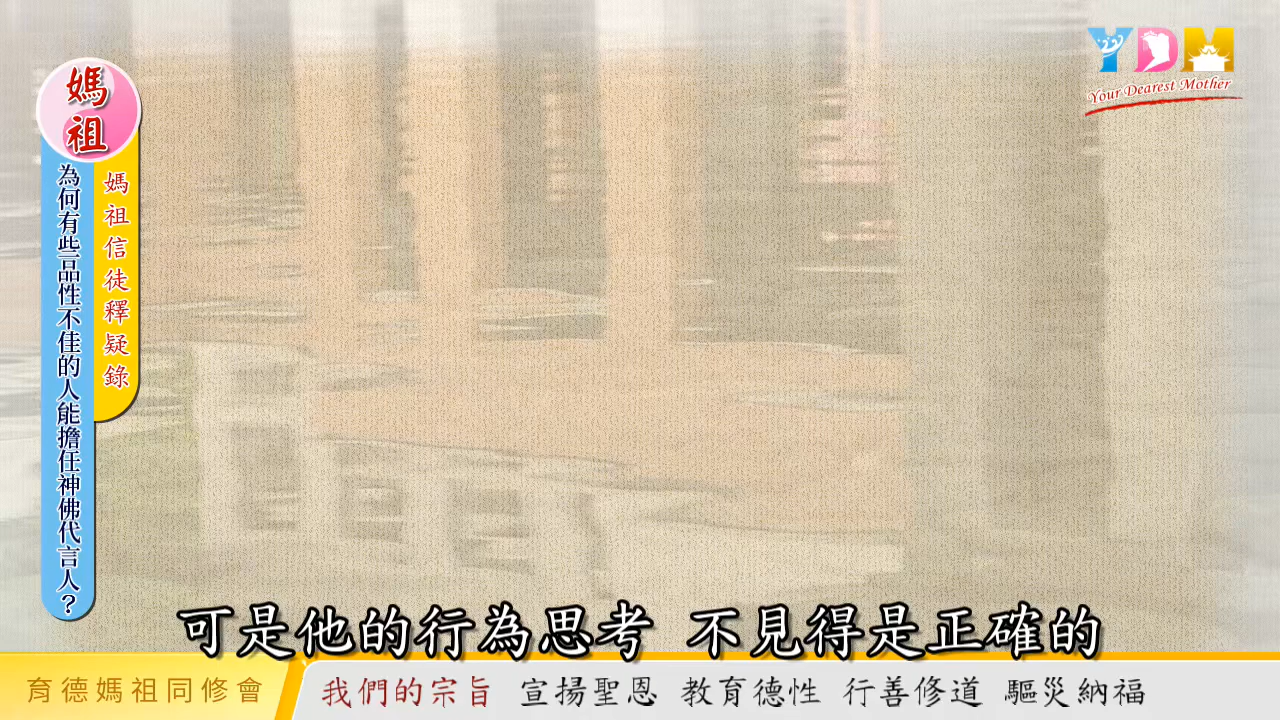 YDM
Your Dearest Mother
媽祖
媽祖信徒釋疑錄
為何有些品性不佳的人能擔任神佛代言人？
可是他的行為思考 不見得是正確的
育德媽祖同修會
我們的宗旨 宣揚聖恩 教育德性 行善修道 驅災納福